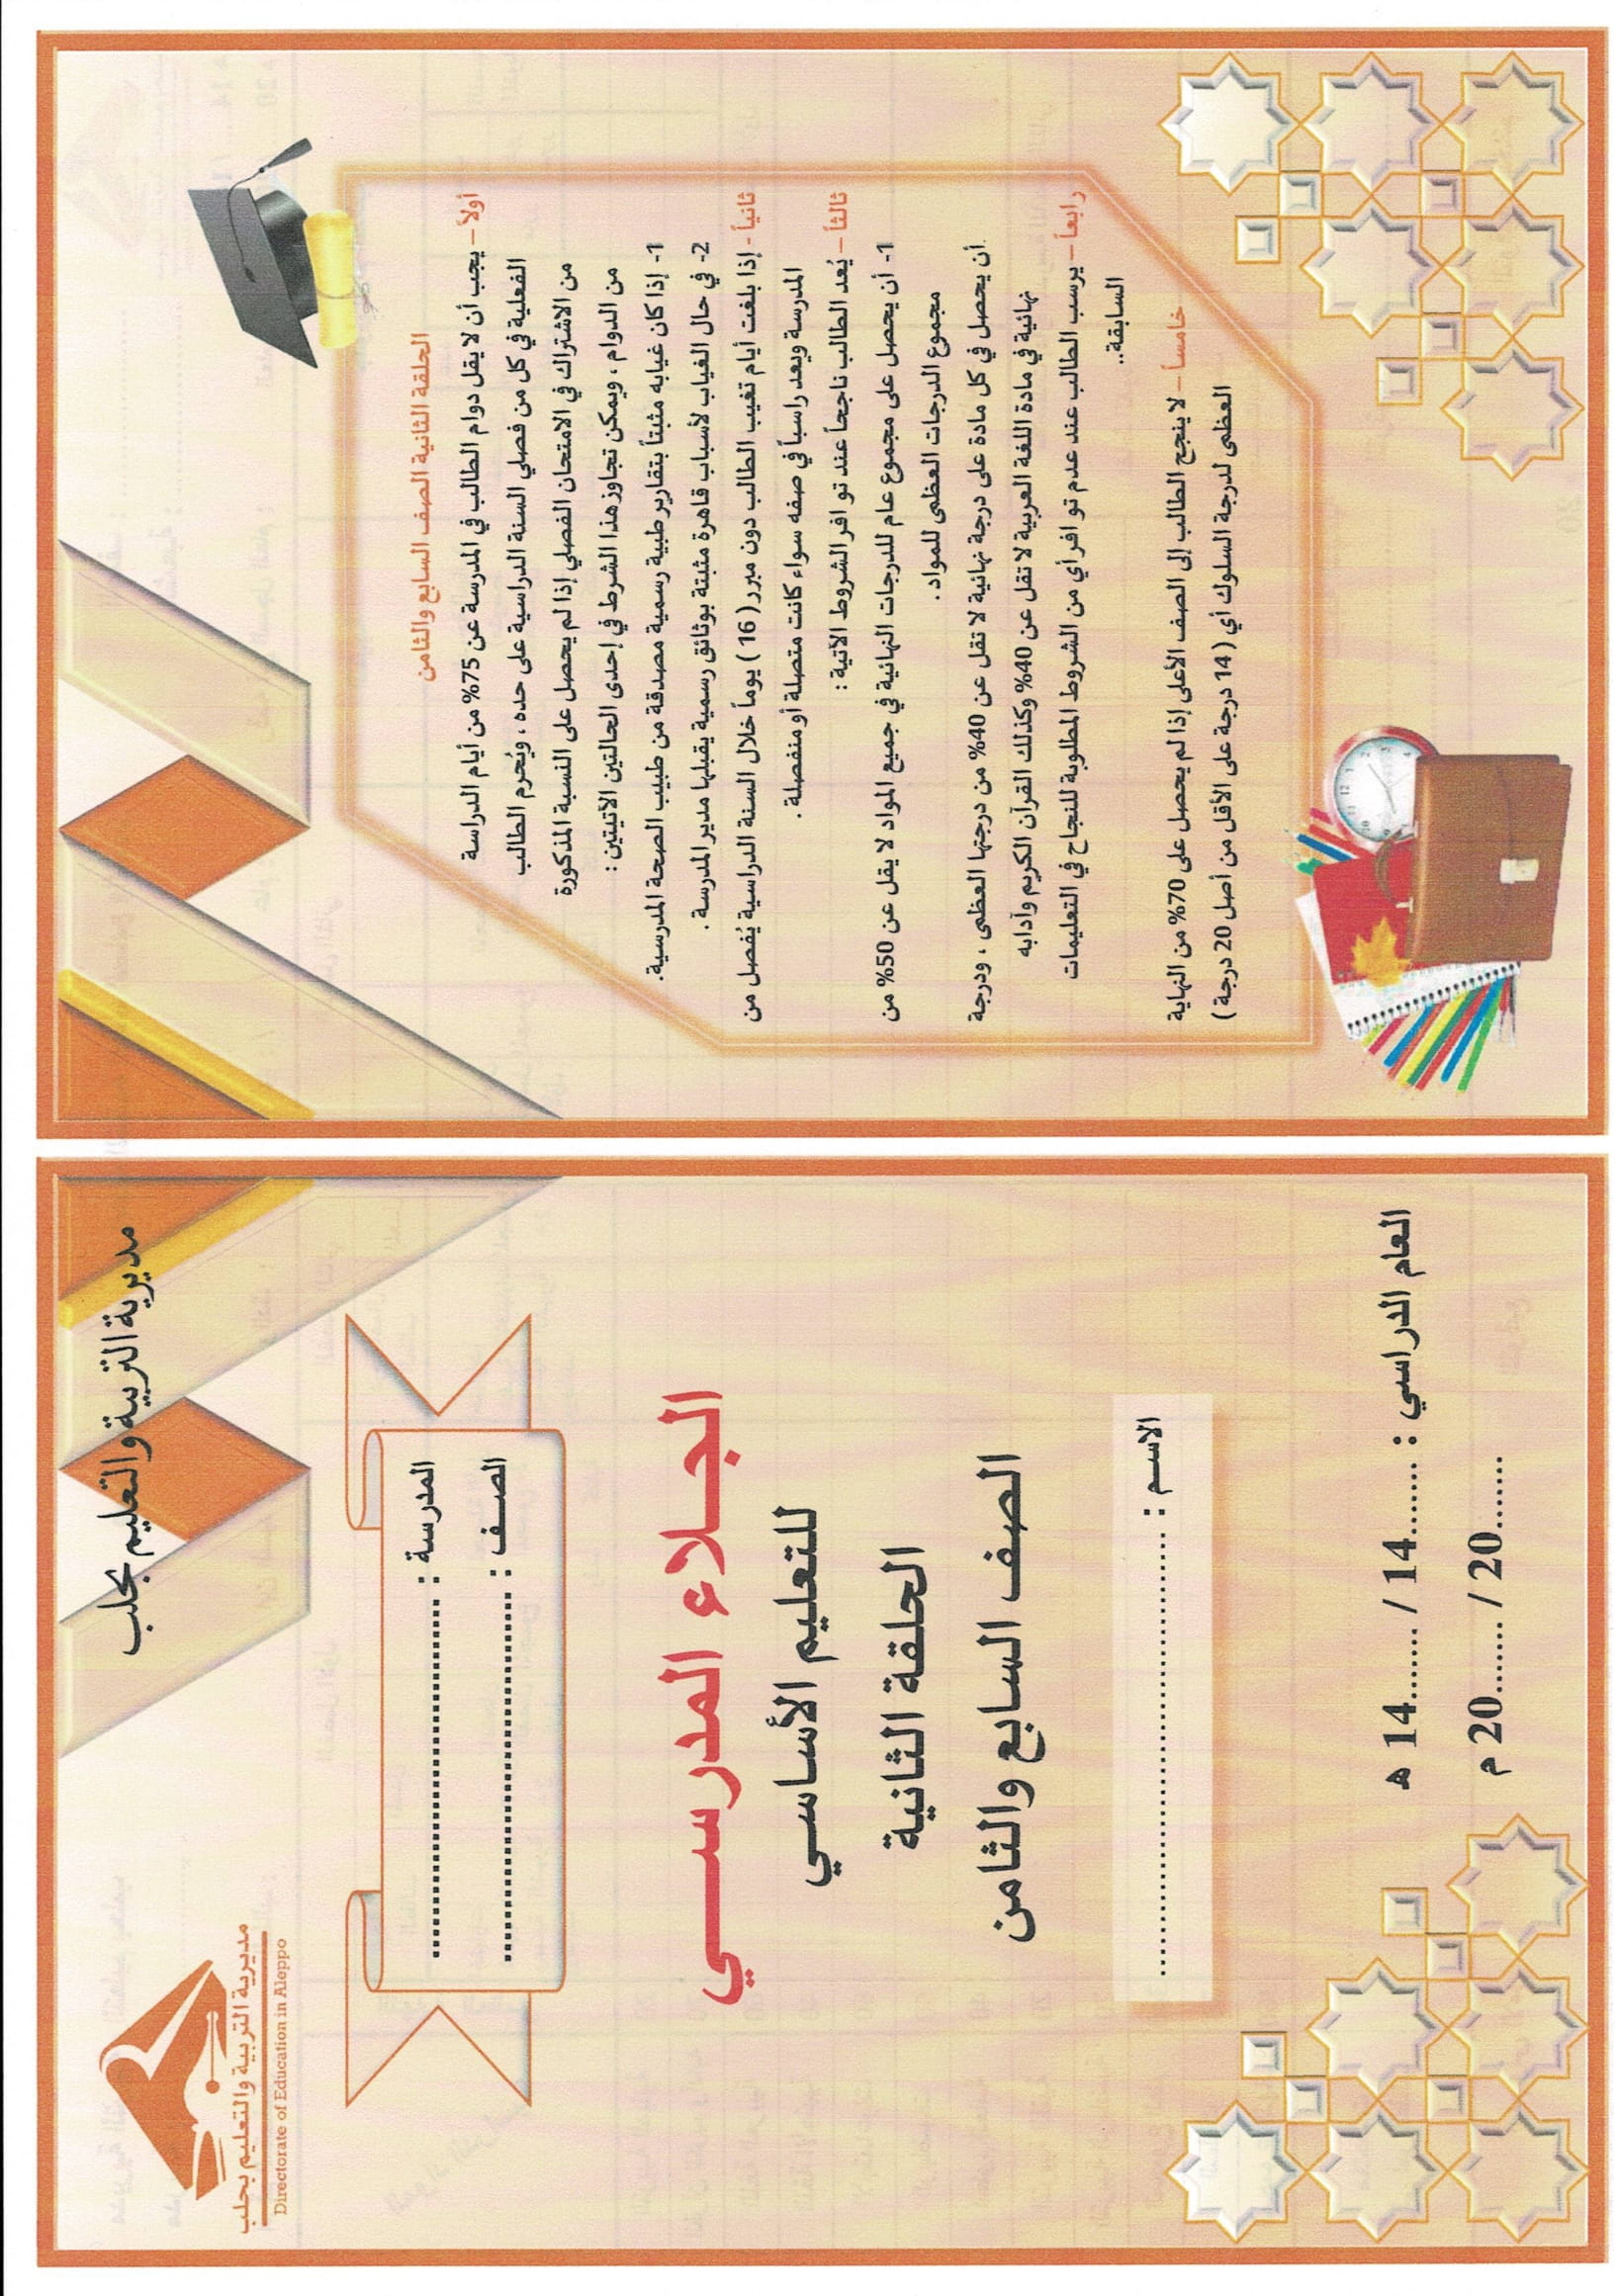 مديرية التربية والتعليم بحلب
مديرية التربية والتعليم بحلب
Directorate of Education in Aleppo
المدرسة : ......................................
الصف : ......................................
الجلاء المدرسي
للتعليم الأساسي
الحلقة الثانية
الصف السابع والثامن
الاسم : ............................................................
العام الدراسي : .......14 / .......14 هـ
.......20 / .......20 م
الحلقة الثانية الصف السابع والثامن
أولاً – يجب أن لا يقل دوام الطالب في المدرسة عن 75% من أيام الدراسة
الفعلية في كل من فصلي السنة الدراسية على حده ، ويُحرم الطالب
من الاشتراك في الامتحان الفصلي إذا لم يحصل على النسبة المذكورة
من الدوام ، ويمكن تجاوز هذا الشرط في إحدى الحالتين الآتيتين :
1- إذا كان غيابه مثبتاً بتقارير طبية رسمية مصدقة من طبيب الصحة المدرسية.
2- في حال الغياب لأسباب قاهرة مثبتة بوثائق رسمية يقبلها مدير المدرسة .
ثانياً - إذا بلغت أيام تغيب الطالب دون مبرر ( 16 ) يوماً خلال السنة الدراسية يُفصل من
المدرسة ويعد راسباً في صفه سواء كانت متصلة أو منفصلة .
ثالثاً – يُعد الطالب ناجحاً عند توافر الشروط الآتية :
1- أن يحصل على مجموع عام للدرجات النهائية في جميع المواد لا يقل عن 50% من
مجموع الدرجات العظمى للمواد .
أن يحصل في كل مادة على درجة نهائية لا تقل عن 40% من درجتها العظمى ، ودرجة
نهائية في مادة اللغة العربية لا تقل عن 40% وكذلك القرآن الكريم وآدابه
رابعاً – يرسب الطالب عند عدم توافر أي من الشروط المطلوبة للنجاح في التعليمات
السابقة..
خامساً – لا ينجح الطالب إلى الصف الأعلى إذا لم يحصل على 70% من النهاية
العظمى لدرجة السلوك أي ( 14 درجة على الأقل من أصل 20 درجة )